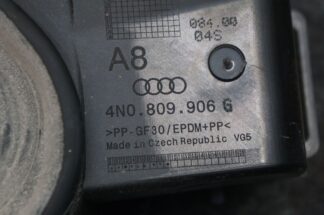 084.00
04S
A8
4N0.809.906 G
>PP-GF30/EPDM+PP<
Made in Czech Republic VG5